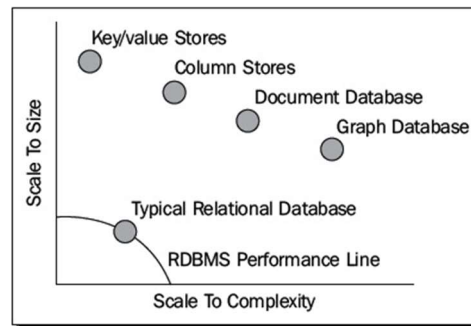 Key/value Stores
Column Stores
Document Database
Graph Database
Scale To Size
Typical Relational Database
RDBMS Performance Line
Scale To Complexity